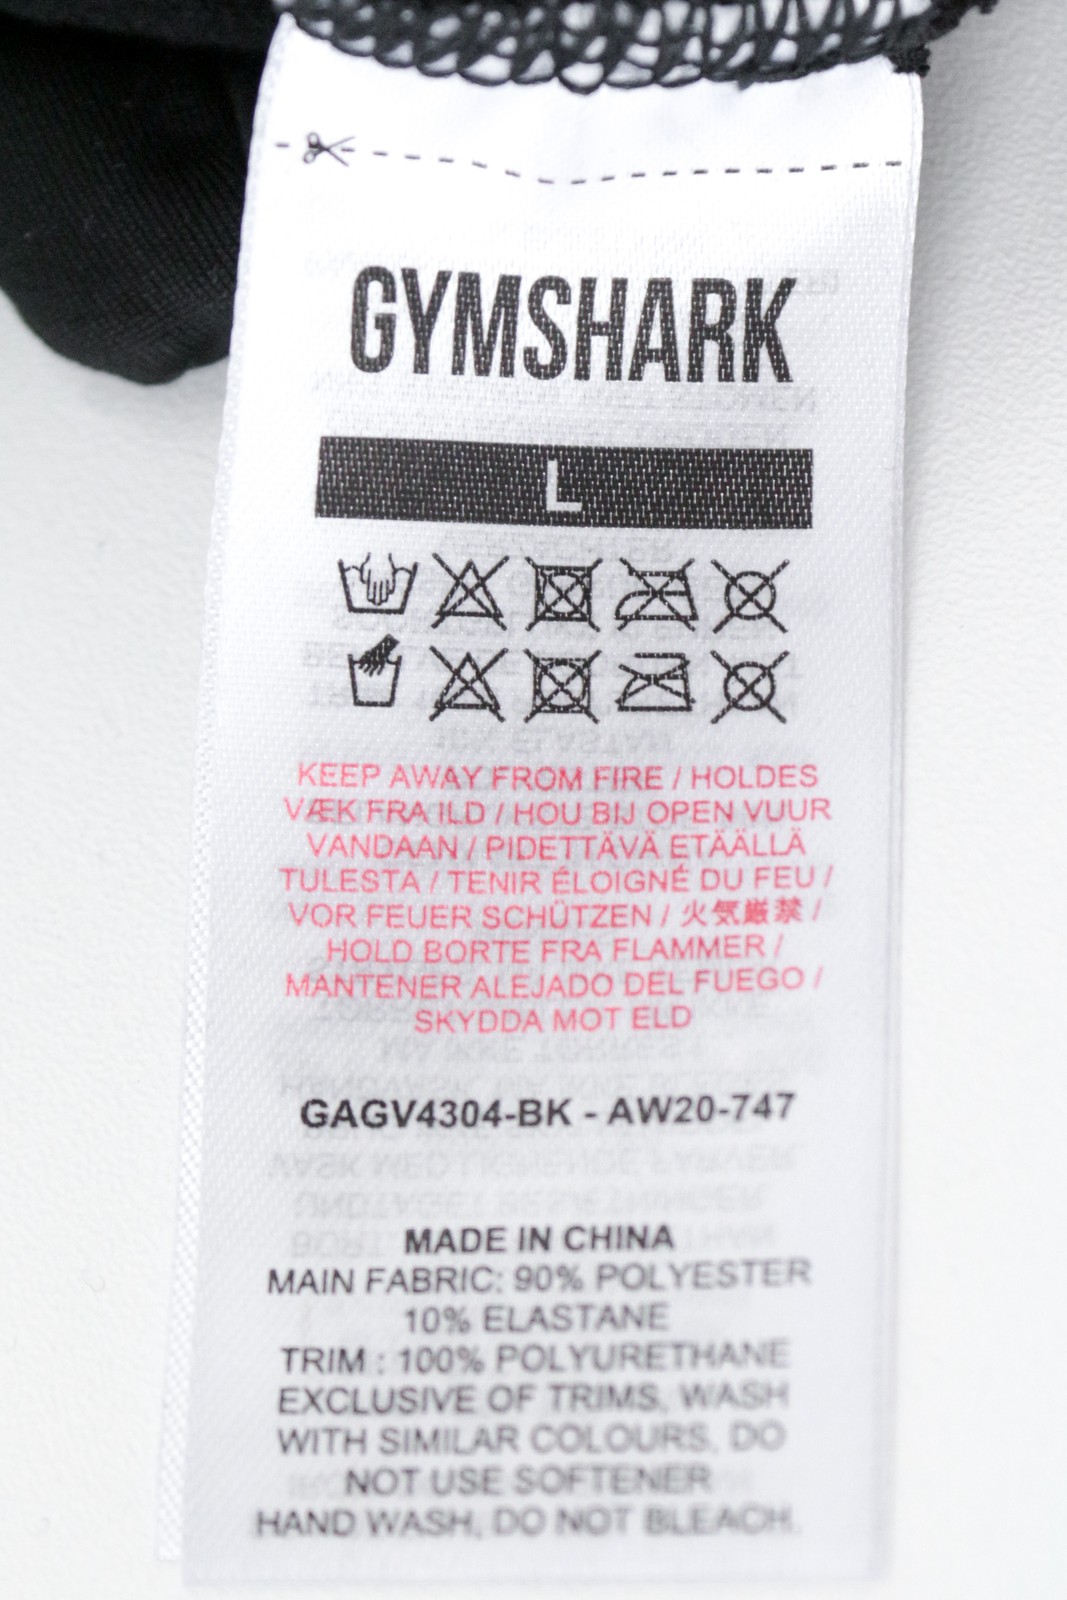 GYMSHARK
L
KEEP AWAY FROM FIRE / HOLDES
VÆK FRA ILD / HOU BIJ OPEN VUUR
VANDAAN / PIDETTÄVÄ ETÄÄLLÄ
TULESTA / TENIR ÉLOIGNÉ DU FEU /
VOR FEUER SCHÜTZEN / 火気厳禁 /
HOLD BORTE FRA FLAMMER /
MANTENER ALEJADO DEL FUEGO /
SKYDDA MOT ELD
GAGV4304-BK - AW20-747
MADE IN CHINA
MAIN FABRIC: 90% POLYESTER
10% ELASTANE
TRIM : 100% POLYURETHANE
EXCLUSIVE OF TRIMS, WASH
WITH SIMILAR COLOURS, DO
NOT USE SOFTENER
HAND WASH, DO NOT BLEACH.